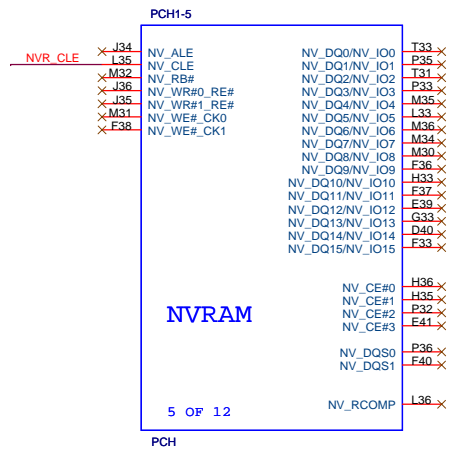 PCH1-5
NVR_CLE
J34 NV_ALE
L35 NV_CLE
M32 NV_RB#
J36 NV_WR#0_RE#
J35 NV_WR#1_RE#
M31 NV_WE#_CK0
F38 NV_WE#_CK1
NV_DQ0/NV_IO0 T33
NV_DQ1/NV_IO1 P35
NV_DQ2/NV_IO2 T31
NV_DQ3/NV_IO3 P33
NV_DQ4/NV_IO4 M35
NV_DQ5/NV_IO5 L33
NV_DQ6/NV_IO6 M36
NV_DQ7/NV_IO7 M34
NV_DQ8/NV_IO8 M30
NV_DQ9/NV_IO9 F36
NV_DQ10/NV_IO10 H33
NV_DQ11/NV_IO11 F37
NV_DQ12/NV_IO12 E39
NV_DQ13/NV_IO13 G33
NV_DQ14/NV_IO14 D40
NV_DQ15/NV_IO15 F33
NV_CE#0 H36
NV_CE#1 H35
NV_CE#2 P32
NV_CE#3 E41
NVRAM
NV_DQS0 P36
NV_DQS1 F40
NV_RCOMP L36
5 OF 12
PCH